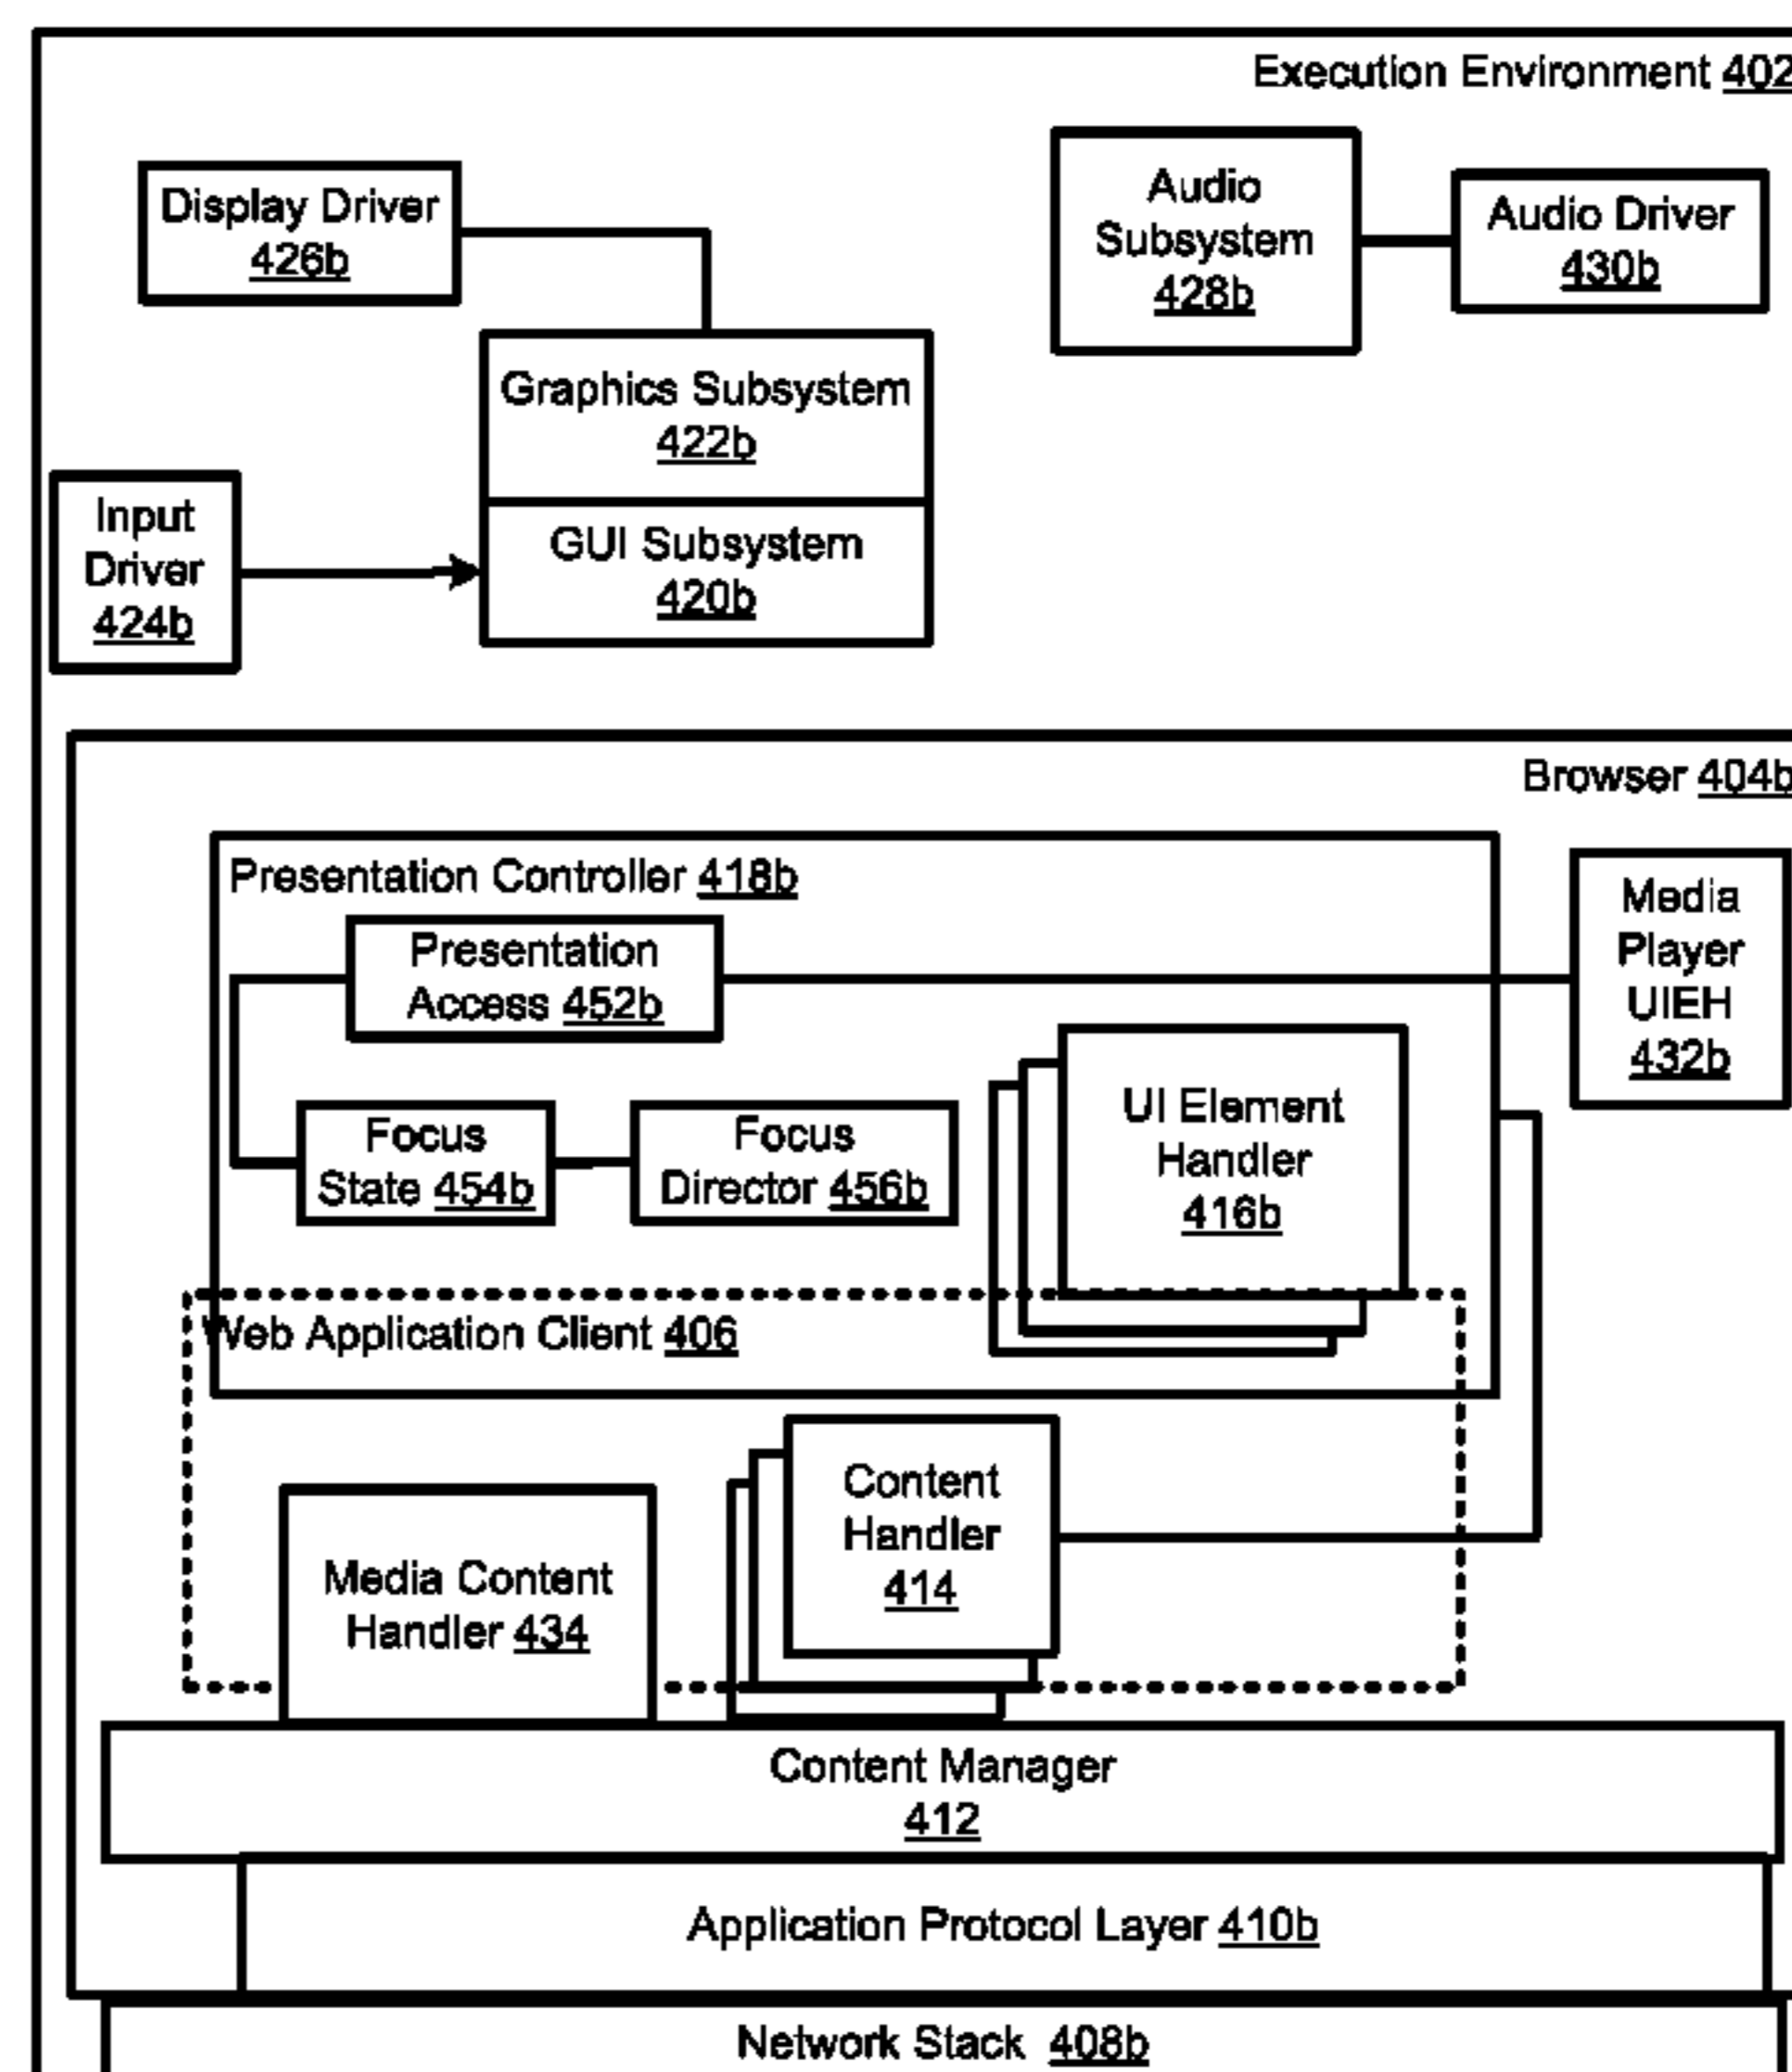 Execution Environment 402
Display Driver
426b
Audio
Subsystem
428b
Audio Driver
430b
Graphics Subsystem
422b
Input
Driver
424b
GUI Subsystem
420b
Browser 404b
Presentation Controller 418b
Media
Player
UIEH
432b
Presentation
Access 452b
UI Element
Handler
416b
Focus
State 454b
Focus
Director 456b
Web Application Client 406
Content
Handler
414
Media Content
Handler 434
Content Manager
412
Application Protocol Layer 410b
Network Stack 408b